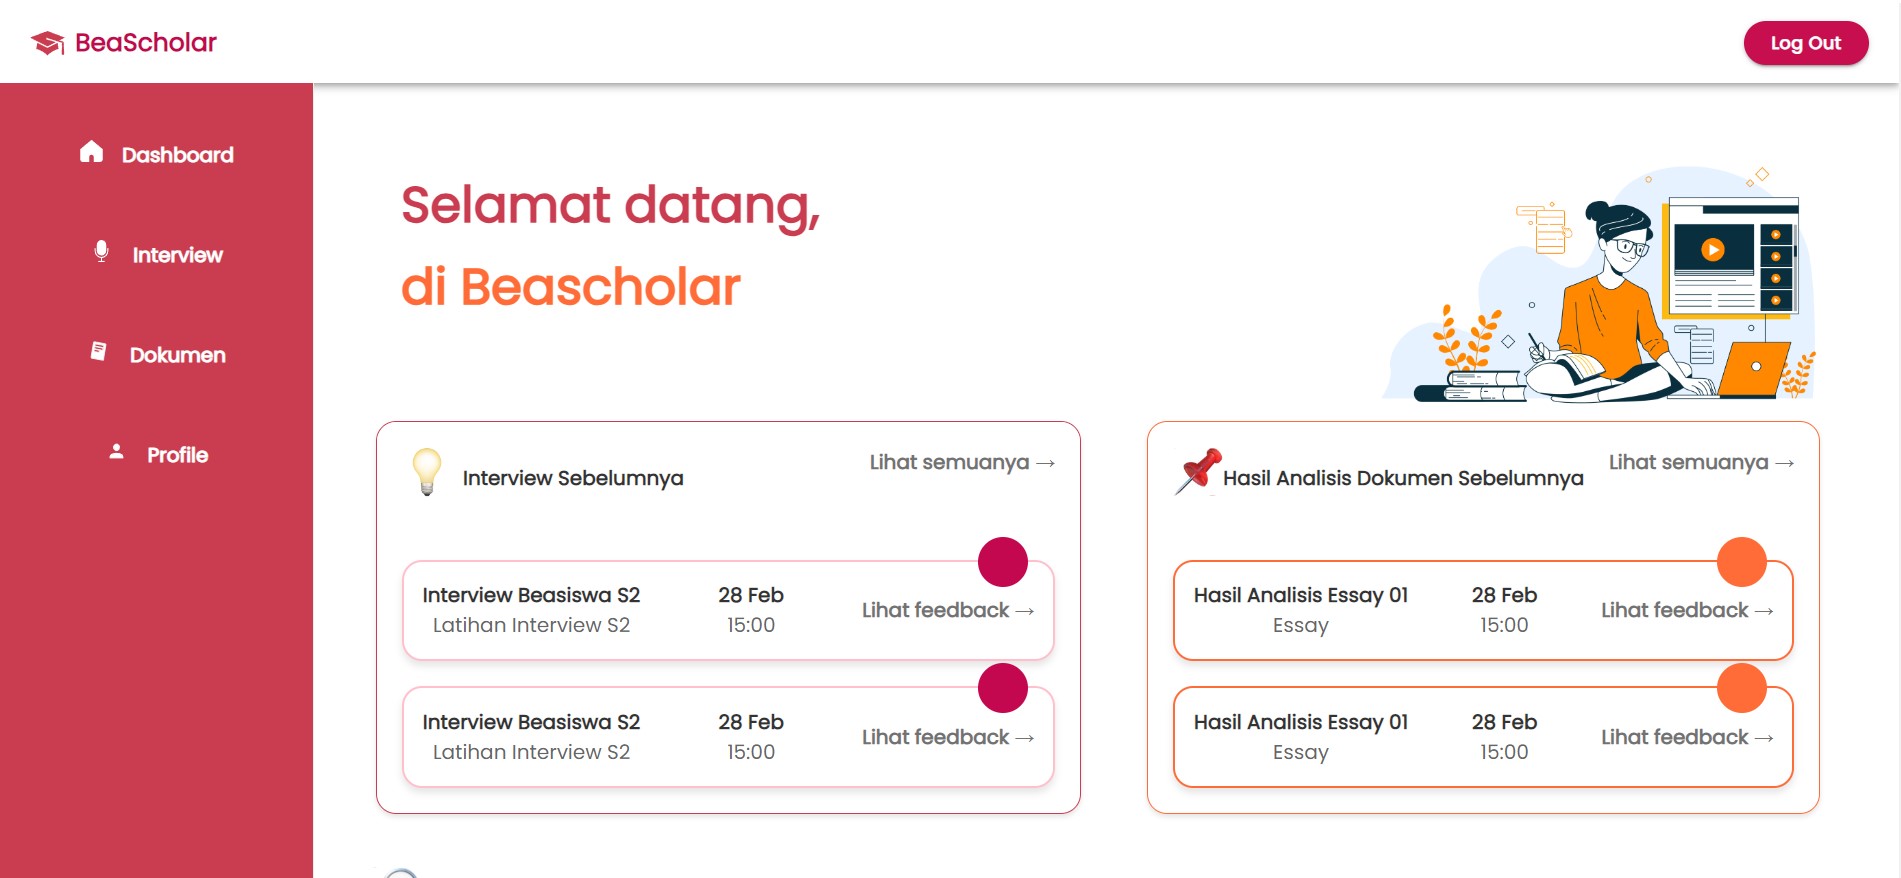 BeaScholar
Log Out
Dashboard
Interview
Dokumen
Profile
Selamat datang,
di Beascholar
Interview Sebelumnya
Lihat semuanya →
Interview Beasiswa S2
Latihan Interview S2
28 Feb
15:00
Lihat feedback →
Interview Beasiswa S2
Latihan Interview S2
28 Feb
15:00
Lihat feedback →
Hasil Analisis Dokumen Sebelumnya
Lihat semuanya →
Hasil Analisis Essay 01
Essay
28 Feb
15:00
Lihat feedback →
Hasil Analisis Essay 01
Essay
28 Feb
15:00
Lihat feedback →